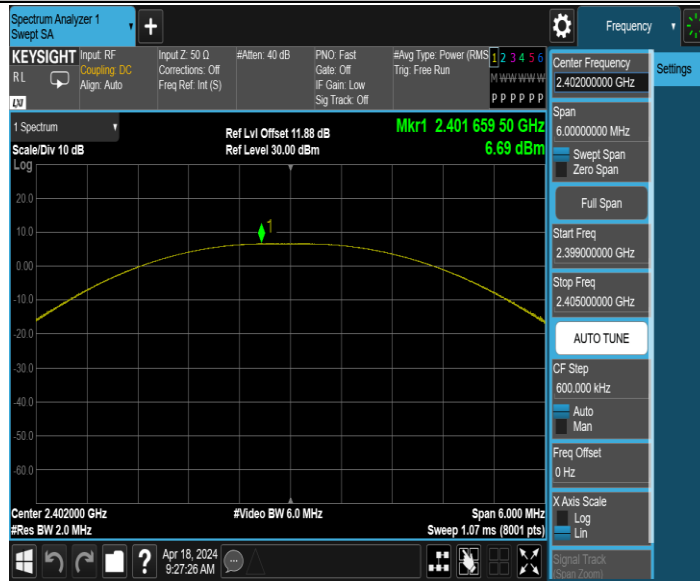 Spectrum Analyzer 1
Swept SA
Frequency
KEYSIGHT
RL
LXI
Input: RF
Coupling: DC
Align: Auto
Input Z: 50 Ω
Corrections: Off
Freq Ref: Int (S)
#Atten: 40 dB
PNO: Fast
Gate: Off
IF Gain: Low
Sig Track: Off
#Avg Type: Power (RMS
Trig: Free Run
1 2 3 4 5 6
M W W W W W
P P P P P P
1 Spectrum
Scale/Div 10 dB
Log
Ref Lvl Offset 11.88 dB
Ref Level 30.00 dBm
Mkr1 2.401 659 50 GHz
6.69 dBm
1
20.0
10.0
0.00
-10.0
-20.0
-30.0
-40.0
-50.0
-60.0
Center 2.402000 GHz
#Video BW 6.0 MHz
Span 6.000 MHz
#Res BW 2.0 MHz
Sweep 1.07 ms (8001 pts)
?
Apr 18, 2024
9:27:26 AM
Center Frequency
2.402000000 GHz
Settings
Span
6.00000000 MHz
Swept Span
Zero Span
Full Span
Start Freq
2.399000000 GHz
Stop Freq
2.405000000 GHz
AUTO TUNE
CF Step
600.000 kHz
Auto
Man
Freq Offset
0 Hz
X Axis Scale
Log
Lin
Signal Track
(Span Zoom)